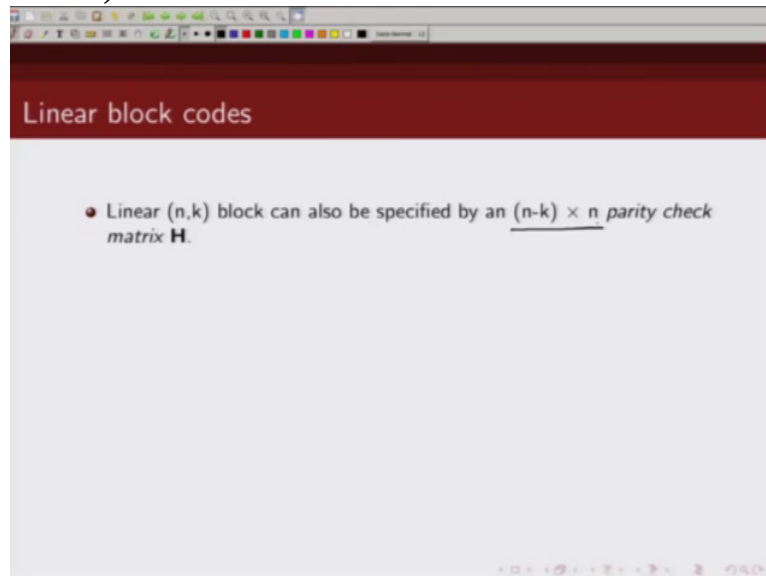 Linear block codes
Linear (n,k) block can also be specified by an (n-k) × n parity check
matrix H.